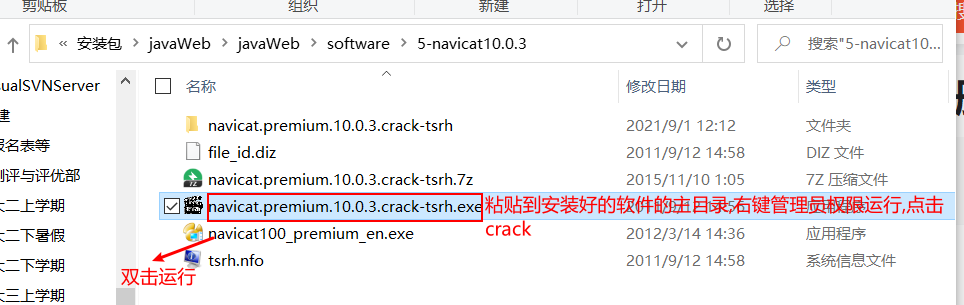 剪贴板
组织
新建
打开
选择
« 安装包 › javaWeb › javaWeb › software › 5-navicat10.0.3
搜索"5-navicat10...
名称
修改日期
类型
sualSVNServer
建
报名表等
测评与评优部
大二上学期
大二暑假
大二下学期
大三上学期
navicat.premium.10.0.3.crack-tsrh
2021/9/1 12:12
文件夹
file_id.diz
2011/9/12 14:58
DIZ 文件
navicat.premium.10.0.3.crack-tsrh.7z
2015/11/10 1:05
7Z 压缩文件
navicat.premium.10.0.3.crack-tsrh.exe
粘贴到安装好的软件的主目录,右键管理员权限运行,点击
crack
navicat100_premium_en.exe
2012/3/14 14:36
应用程序
tsrh.nfo
2011/9/12 14:58
系统信息文件
双击运行